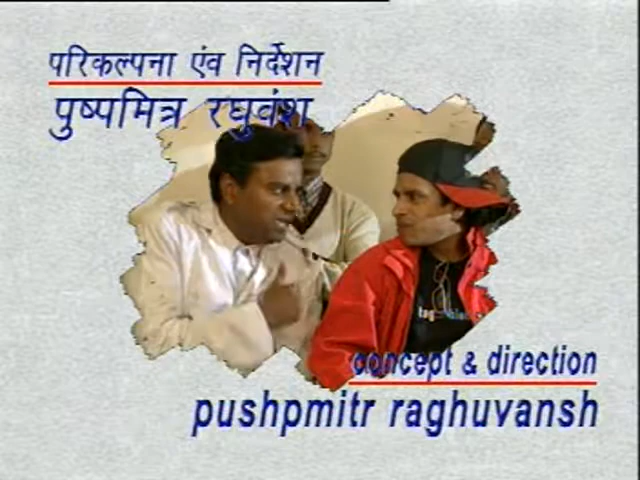 परिकल्पना एंव निर्देशन
पुष्पमित्र रघुवंश
concept & direction
pushpmitr raghuvansh